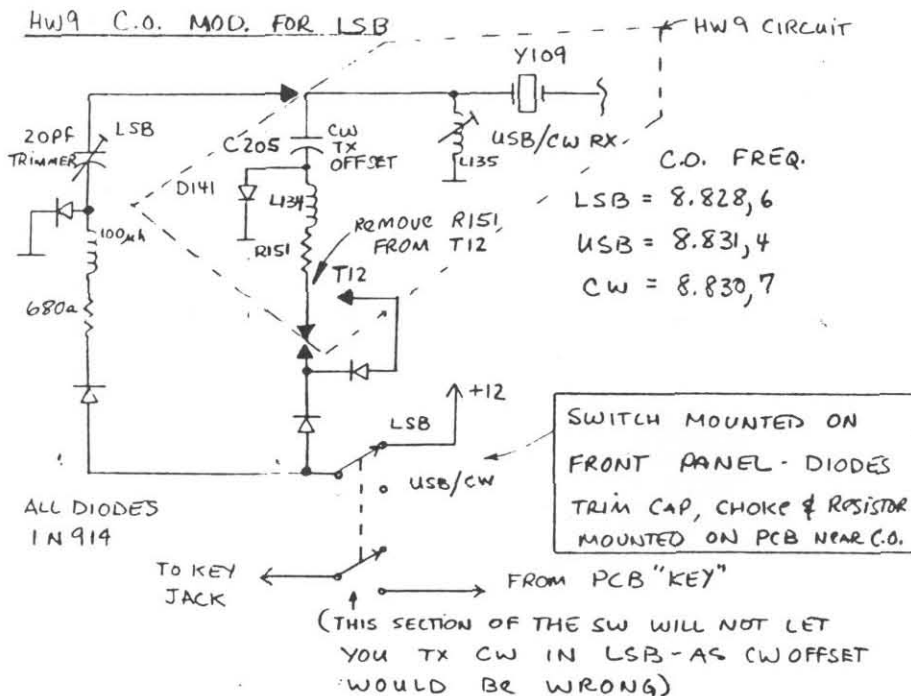 HW9 C.O. MOD. FOR LSB
HW9 CIRCUIT
Y109
20PF
TRIMMER
LSB
C205
CW
TX
OFFSET
USB/CW RX
L135
D141
L134
100µh
R151
REMOVE R151
FROM T12
T12
680Ω
C.O. FREQ.
LSB = 8.828,6
USB = 8.831,4
CW = 8.830,7
+12
LSB
USB/CW
ALL DIODES
1N914
SWITCH MOUNTED ON
FRONT PANEL - DIODES
TRIM CAP, CHOKE & RESISTOR
MOUNTED ON PCB NEAR C.O.
TO KEY
JACK
FROM PCB "KEY"
(THIS SECTION OF THE SW WILL NOT LET
YOU TX CW IN LSB-AS CW OFFSET
WOULD BE WRONG)